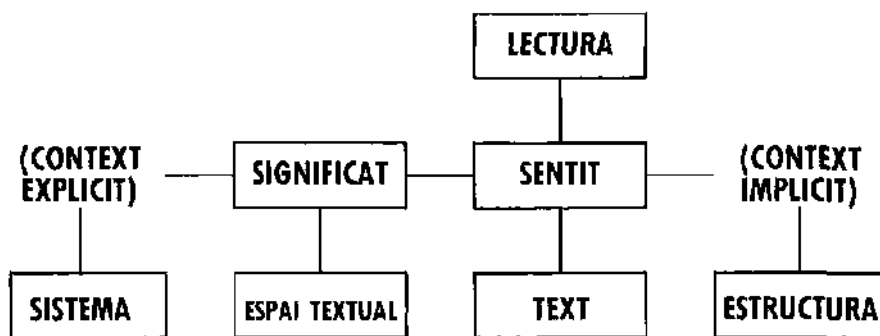 LECTURA
(CONTEXT
EXPLICIT)
SIGNIFICAT
SENTIT
(CONTEXT
IMPLICIT)
SISTEMA
ESPAI TEXTUAL
TEXT
ESTRUCTURA